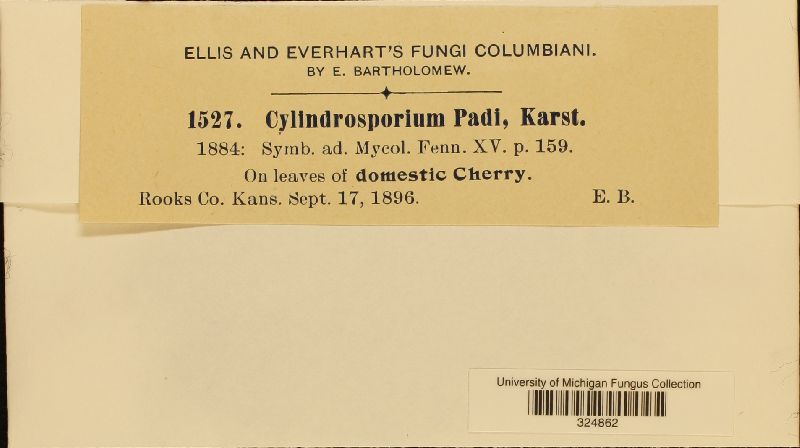 ELLIS AND EVERHART'S FUNGI COLUMBIANI.
BY E. BARTHOLOMEW.
1527. Cylindrosporium Padi, Karst.
1884: Symb. ad. Mycol. Fenn. XV. p. 159.
On leaves of domestic Cherry.
Rooks Co. Kans. Sept. 17, 1896. E. B.
University of Michigan Fungus Collection
324862